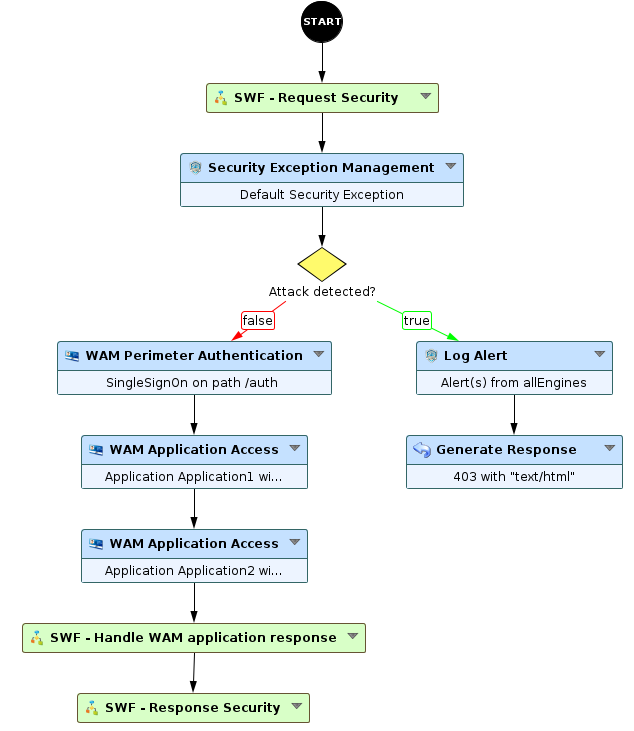 START
SWF - Request Security
Security Exception Management
Default Security Exception
Attack detected?
false
true
WAM Perimeter Authentication
SingleSignOn on path /auth
Log Alert
Alert(s) from allEngines
WAM Application Access
Application Application1 wi...
Generate Response
403 with "text/html"
WAM Application Access
Application Application2 wi...
SWF - Handle WAM application response
SWF - Response Security